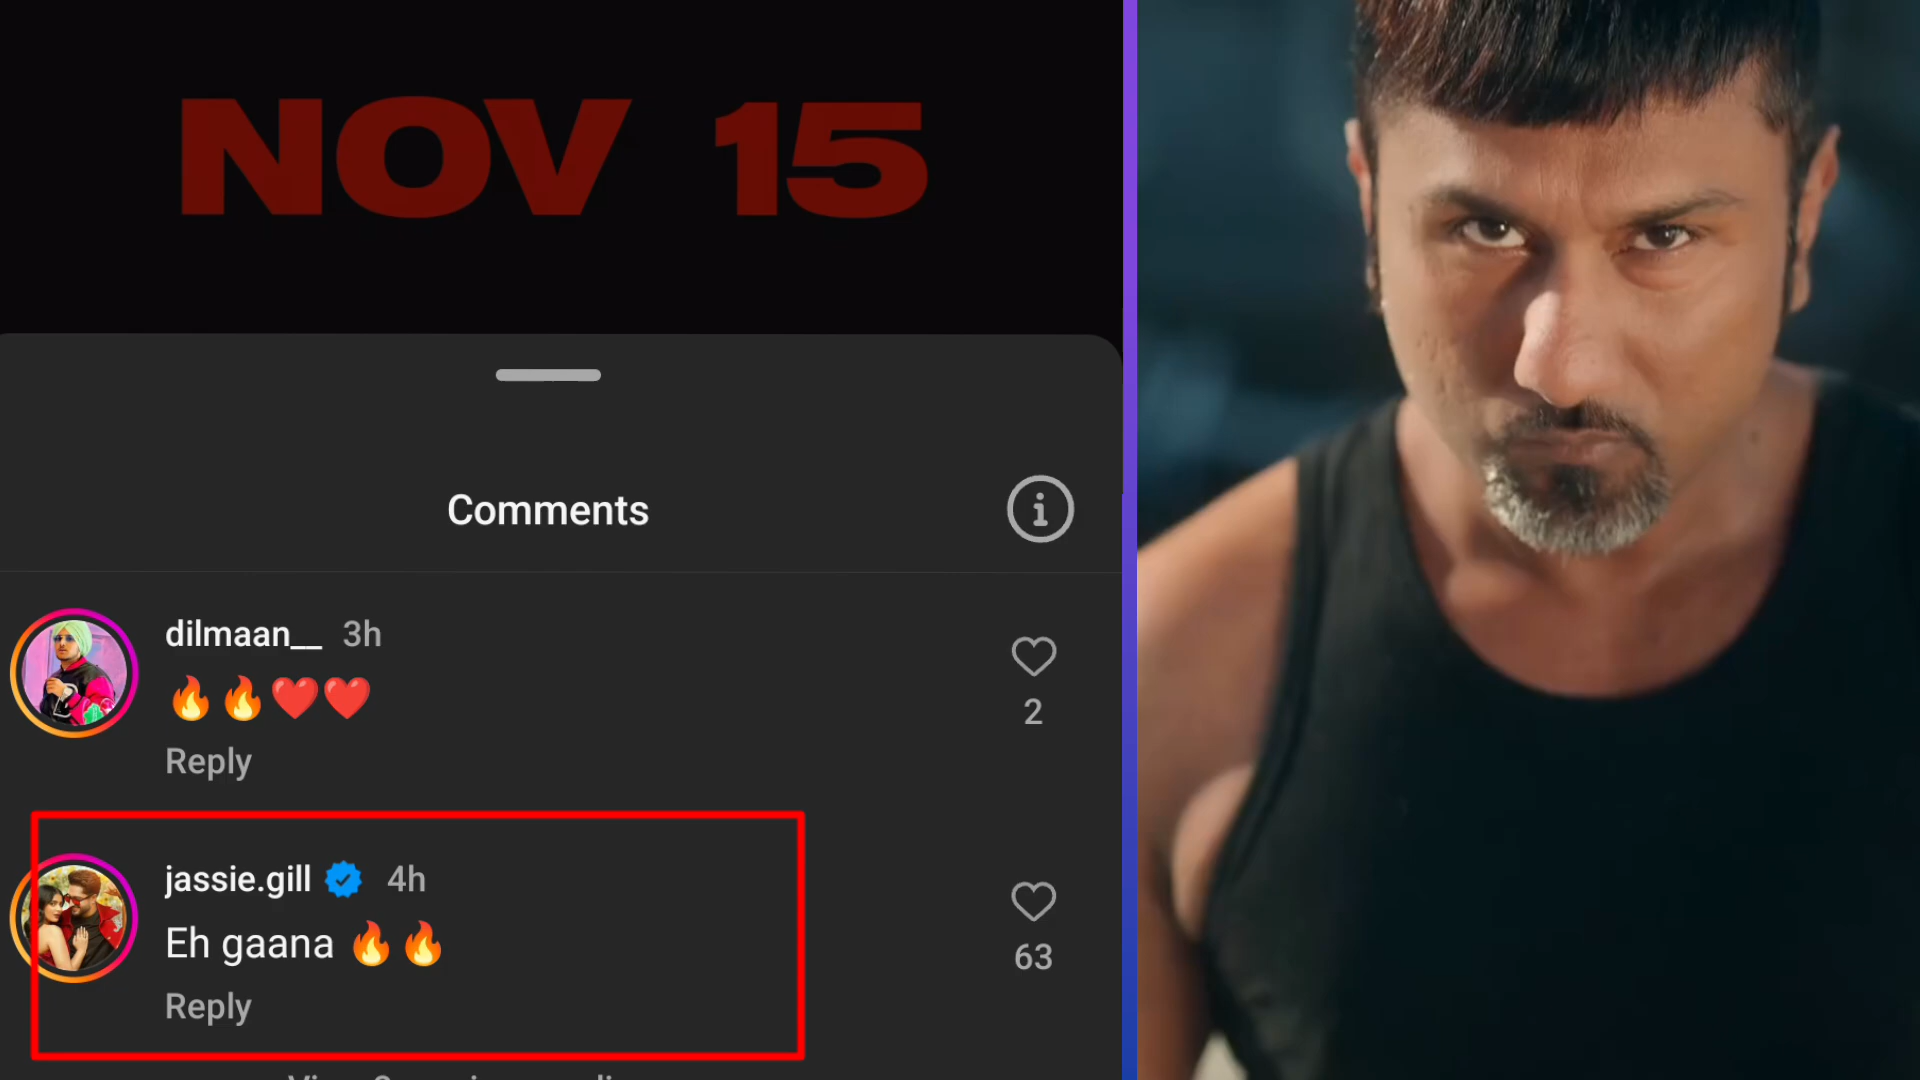 NOV 15
Comments
dilmaan__ 3h
🔥🔥❤️❤️
2
Reply
jassie.gill 4h
Eh gaana 🔥🔥
63
Reply